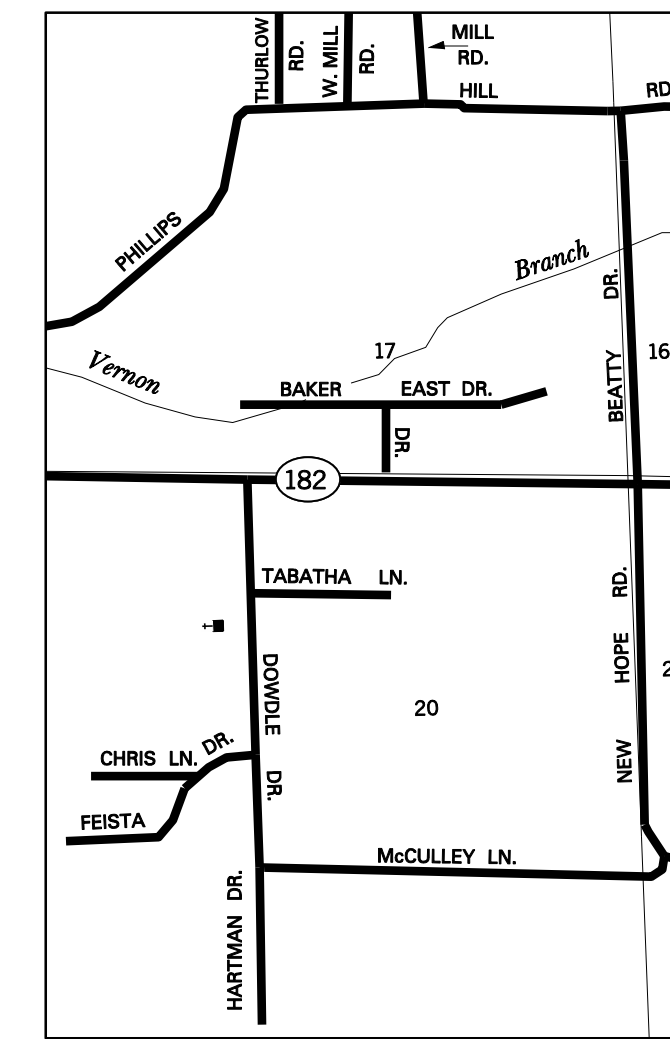 THURLOW RD.
W. MILL RD.
MILL RD.
HILL RD
PHILLIPS
Branch
BEATTY DR.
17
16
Vernon
BAKER EAST DR.
DR.
182
TABATHA LN.
NEW HOPE RD.
DOWDLE DR.
20
2
CHRIS LN.
DR.
FEISTA
McCULLEY LN.
HARTMAN DR.